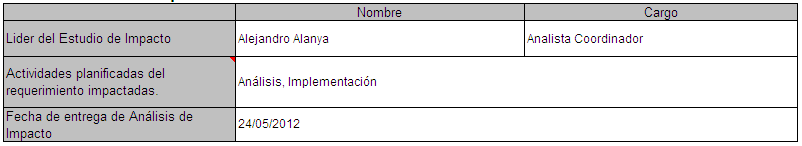 Nombre Cargo
Lider del Estudio de Impacto Alejandro Alanya Analista Coordinador
Actividades planificadas del
requerimiento impactadas. Análisis, Implementación
Fecha de entrega de Análisis de
Impacto 24/05/2012